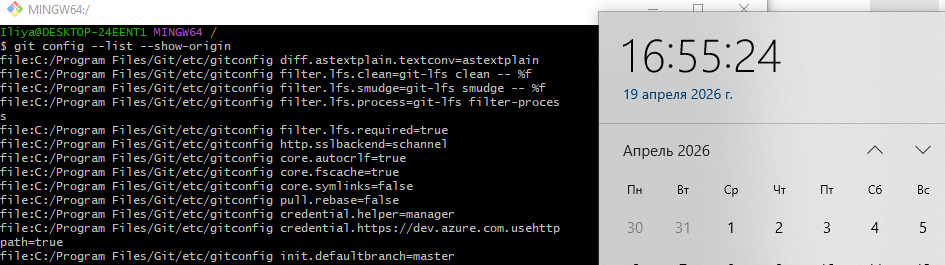 MINGW64:/
Iliya@DESKTOP-24EENT1 MINGW64 /
$ git config --list --show-origin
file:C:/Program Files/Git/etc/gitconfig diff.astextplain.textconv=astextplain
file:C:/Program Files/Git/etc/gitconfig filter.lfs.clean=git-lfs clean -- %f
file:C:/Program Files/Git/etc/gitconfig filter.lfs.smudge=git-lfs smudge -- %f
file:C:/Program Files/Git/etc/gitconfig filter.lfs.process=git-lfs filter-proces
s
file:C:/Program Files/Git/etc/gitconfig filter.lfs.required=true
file:C:/Program Files/Git/etc/gitconfig http.sslbackend=schannel
file:C:/Program Files/Git/etc/gitconfig core.autocrlf=true
file:C:/Program Files/Git/etc/gitconfig core.fscache=true
file:C:/Program Files/Git/etc/gitconfig core.symlinks=false
file:C:/Program Files/Git/etc/gitconfig pull.rebase=false
file:C:/Program Files/Git/etc/gitconfig credential.helper=manager
file:C:/Program Files/Git/etc/gitconfig credential.https://dev.azure.com.usehttp
path=true
file:C:/Program Files/Git/etc/gitconfig init.defaultbranch=master
16:55:24
19 апреля 2026 г.
Апрель 2026
Пн Вт Ср Чт Пт Сб Вс
30 31 1 2 3 4 5